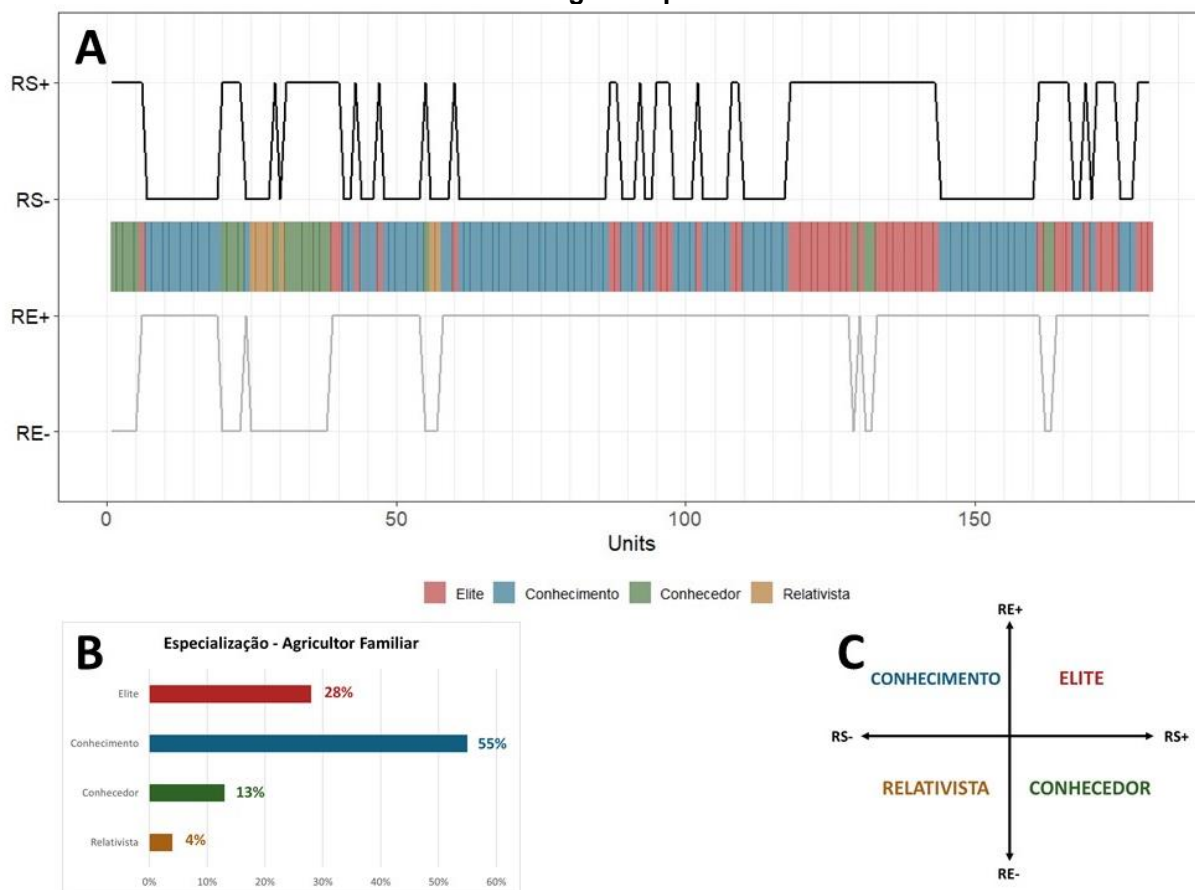 A
RS+
RS-
RE+
RE-
0 50 100 150
Units
Elite Conhecimento Conhecedor Relativista
B
Especialização - Agricultor Familiar
Elite 28%
Conhecimento 55%
Conhecedor 13%
Relativista 4%
0% 10% 20% 30% 40% 50% 60%
C
RE+
CONHECIMENTO ELITE
RS- RS+
RELATIVISTA CONHECEDOR
RE-